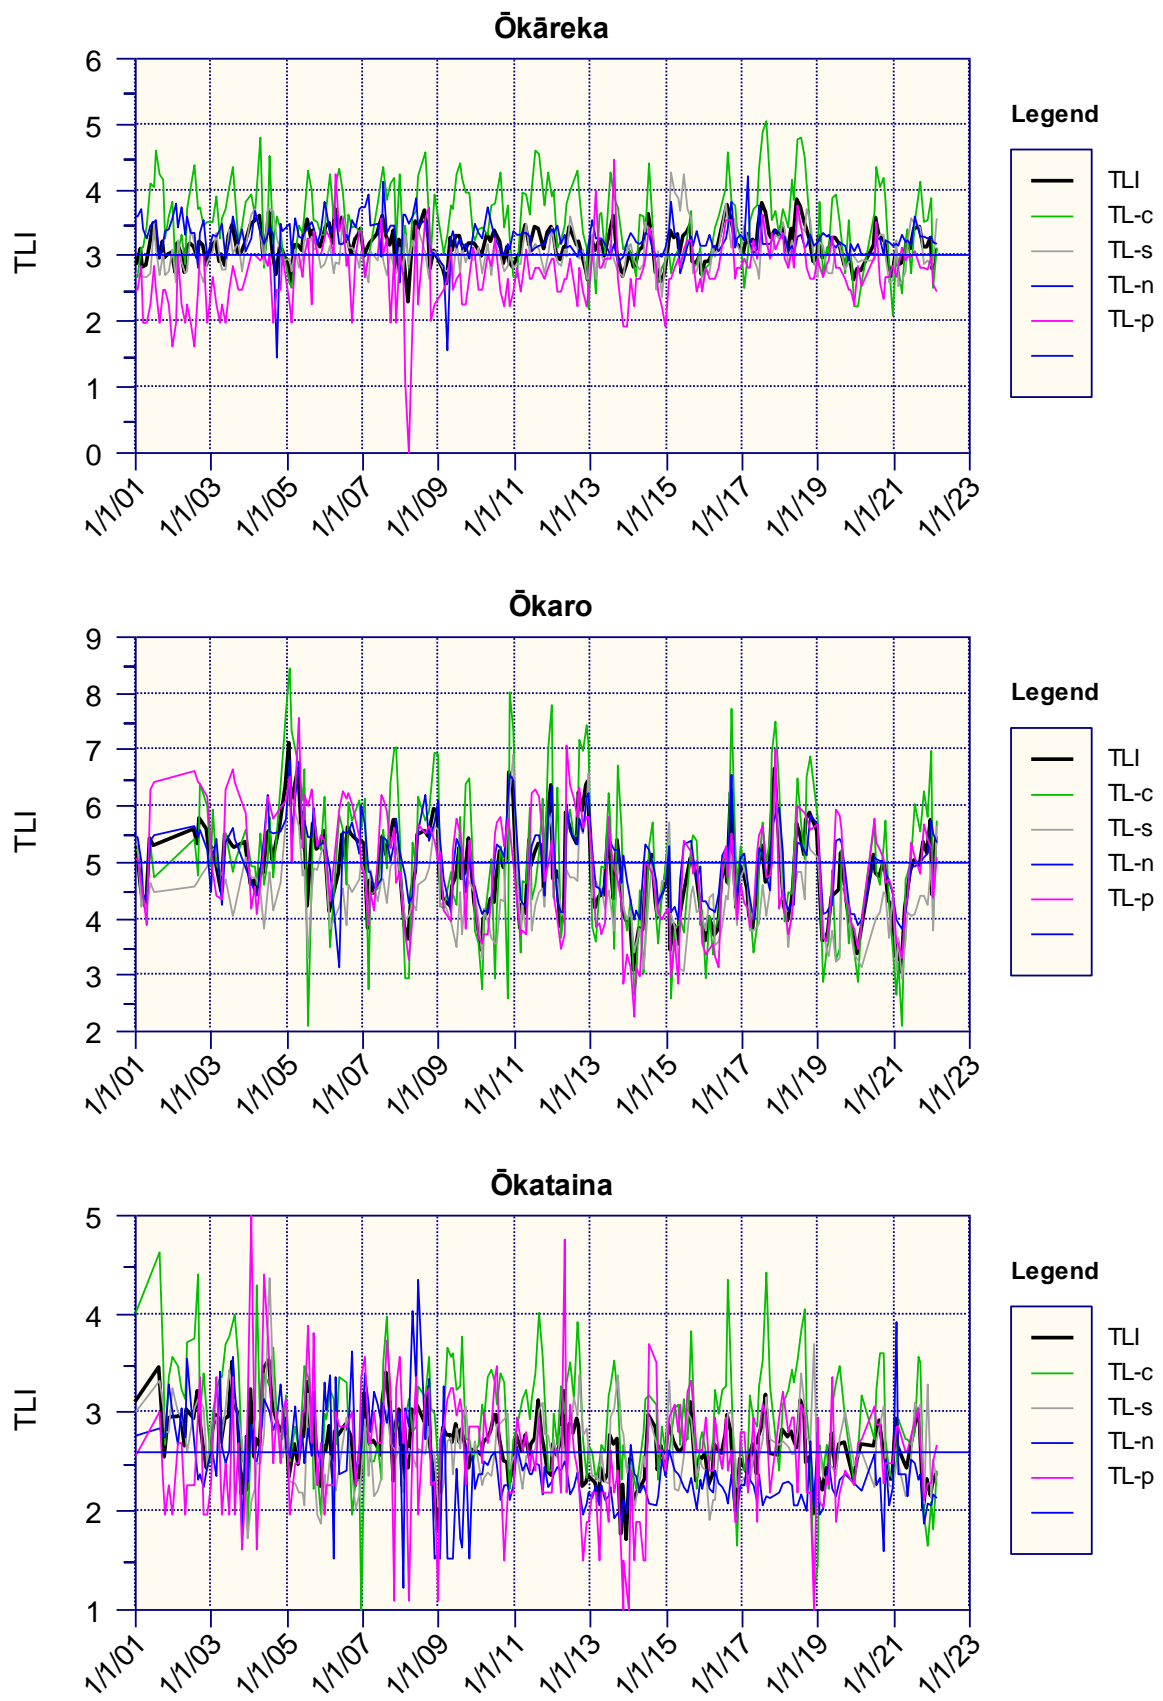 Ōkāreka
6
5
4
3
2
1
0
TLI
1/1/01 1/1/03 1/1/05 1/1/07 1/1/09 1/1/11 1/1/13 1/1/15 1/1/17 1/1/19 1/1/21 1/1/23
Legend
TLI
TL-c
TL-s
TL-n
TL-p
Ōkaro
9
8
7
6
5
4
3
2
TLI
1/1/01 1/1/03 1/1/05 1/1/07 1/1/09 1/1/11 1/1/13 1/1/15 1/1/17 1/1/19 1/1/21 1/1/23
Legend
TLI
TL-c
TL-s
TL-n
TL-p
Ōkataina
5
4
3
2
1
TLI
1/1/01 1/1/03 1/1/05 1/1/07 1/1/09 1/1/11 1/1/13 1/1/15 1/1/17 1/1/19 1/1/21 1/1/23
Legend
TLI
TL-c
TL-s
TL-n
TL-p